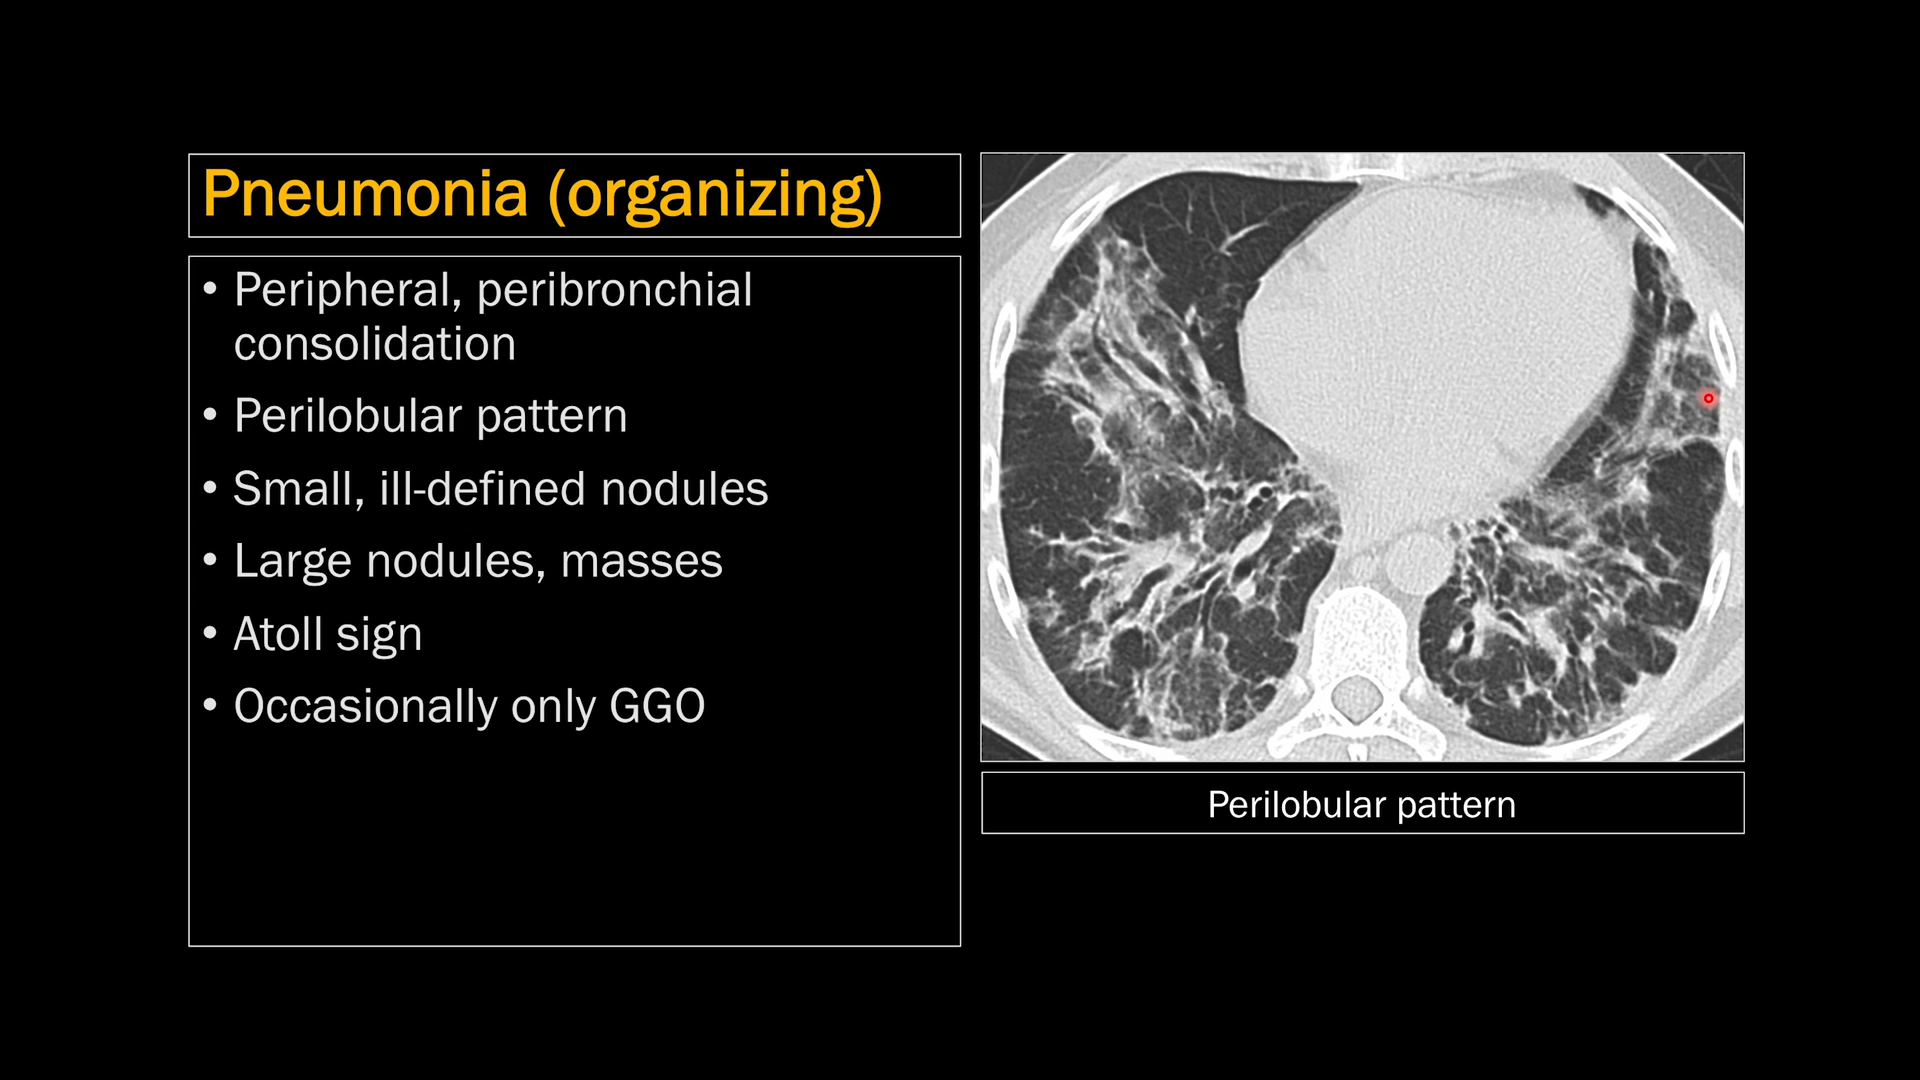 Pneumonia (organizing)
• Peripheral, peribronchial
consolidation
• Perilobular pattern
• Small, ill-defined nodules
• Large nodules, masses
• Atoll sign
• Occasionally only GGO
Perilobular pattern